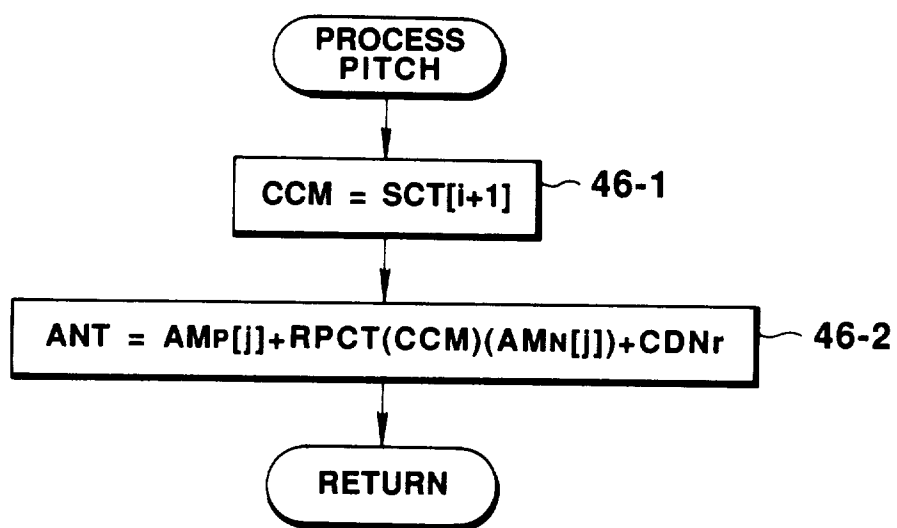 PROCESS
PITCH
CCM = SCT[i+1]
46-1
ANT = AMP[j]+RPCT(CCM)(AMN[j])+CDNr
46-2
RETURN